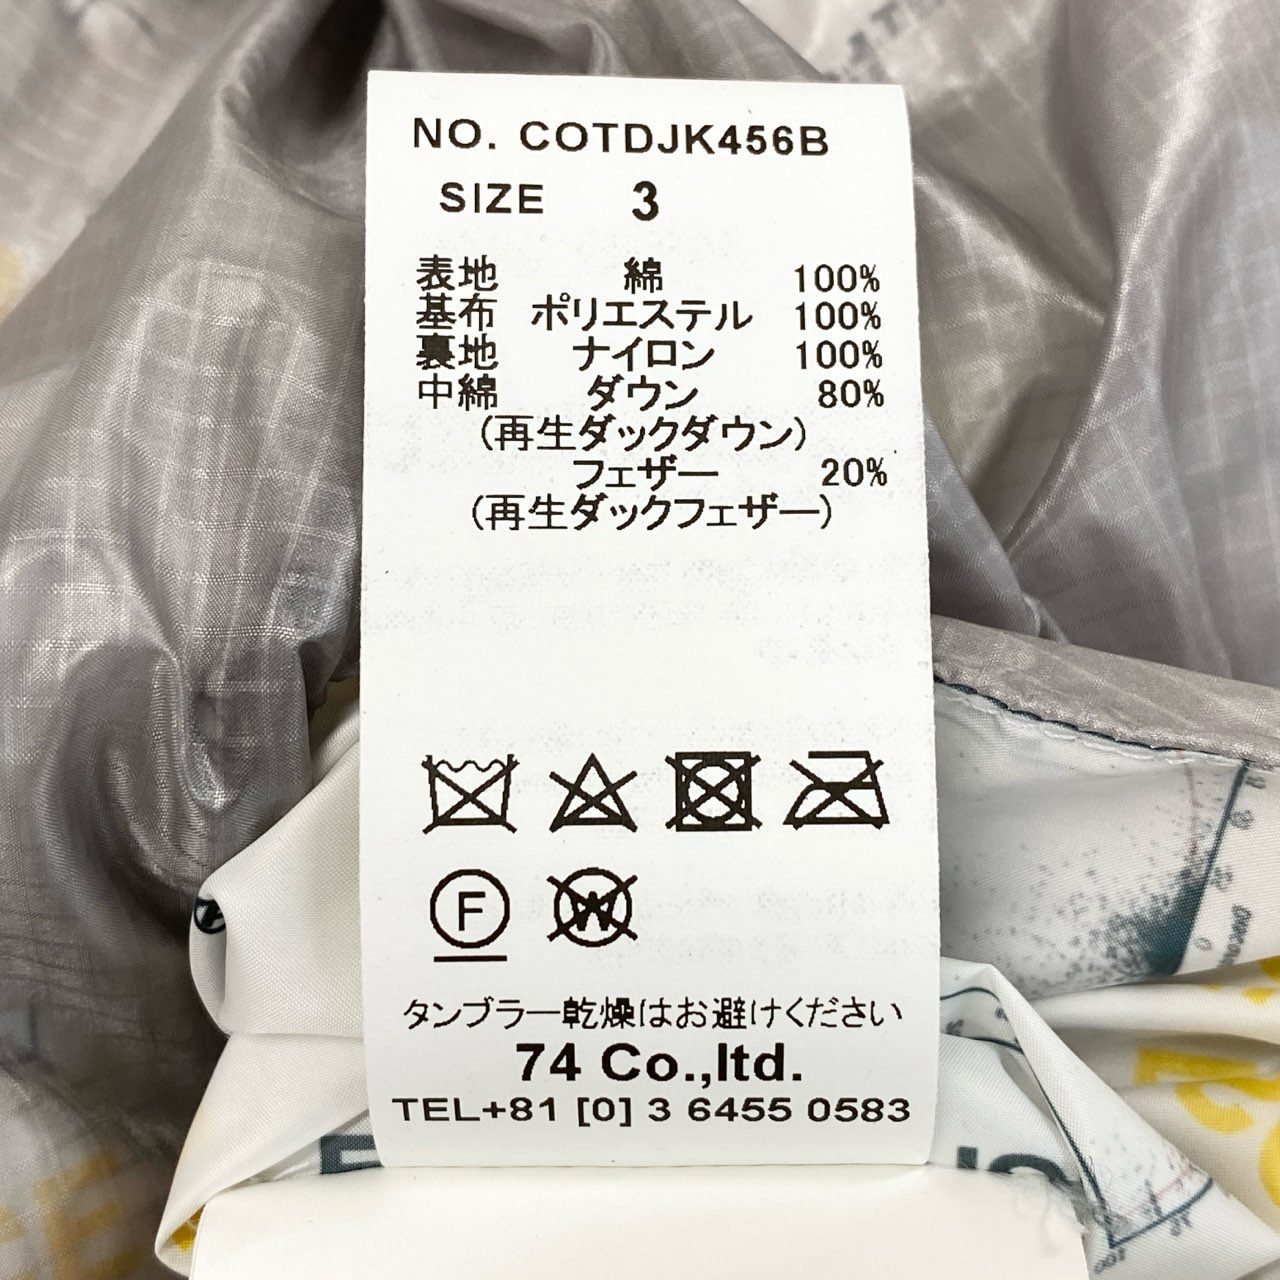 NO. COTDJK456B
SIZE 3
表地 綿 100%
基布 ポリエステル 100%
裏地 ナイロン 100%
中綿 ダウン 80%
(再生ダックダウン)
フェザー 20%
(再生ダックフェザー)
F
W
タンブラー乾燥はお避けください
74 Co.,ltd.
TEL+81 [0] 3 6455 0583